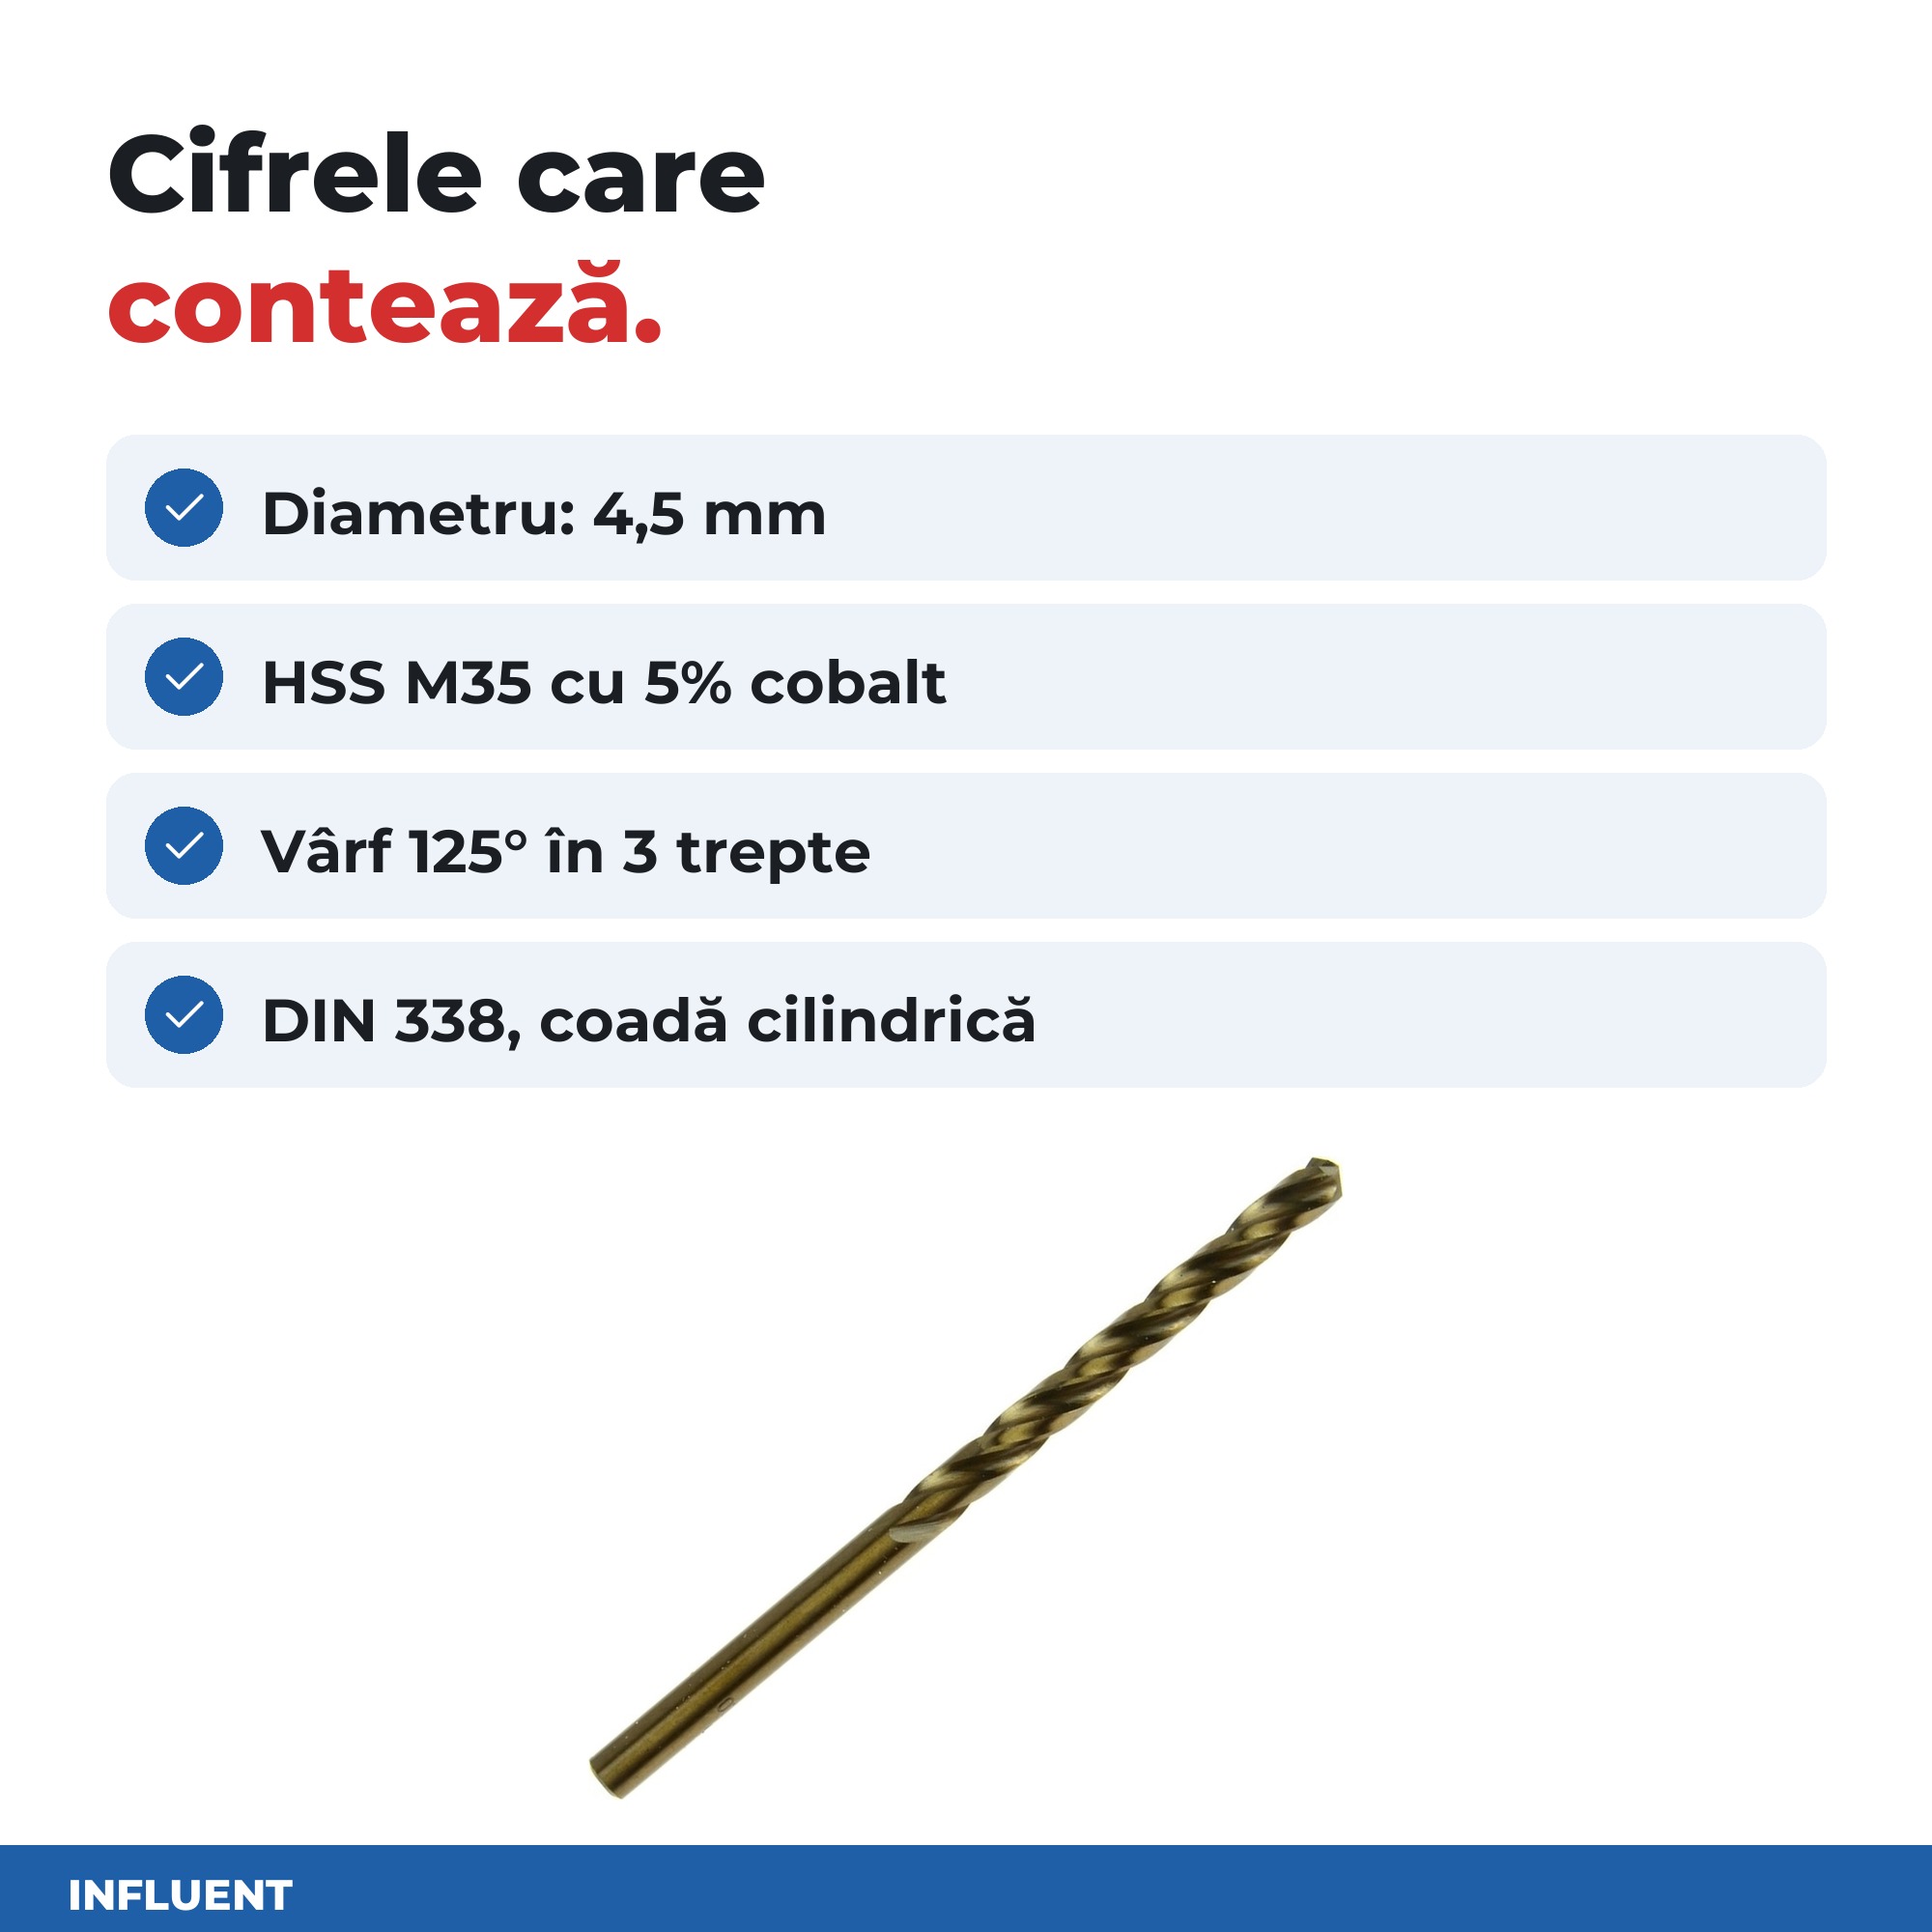 Cifrele care
contează.
Diametru: 4,5 mm
HSS M35 cu 5% cobalt
Vârf 125° în 3 trepte
DIN 338, coadă cilindrică
INFLUENT